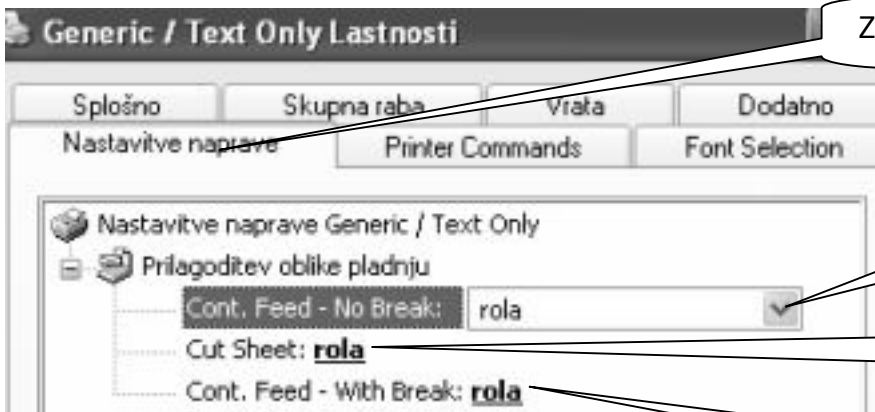 Generic / Text Only Lastnosti
Z
Splošno Skupna raba Vrata Dodatno
Nastavitve naprave Printer Commands Font Selection
Nastavitve naprave Generic / Text Only
Prilagoditev oblike pladnju
Cont. Feed - No Break: rola
Cut Sheet: rola
Cont. Feed - With Break: rola